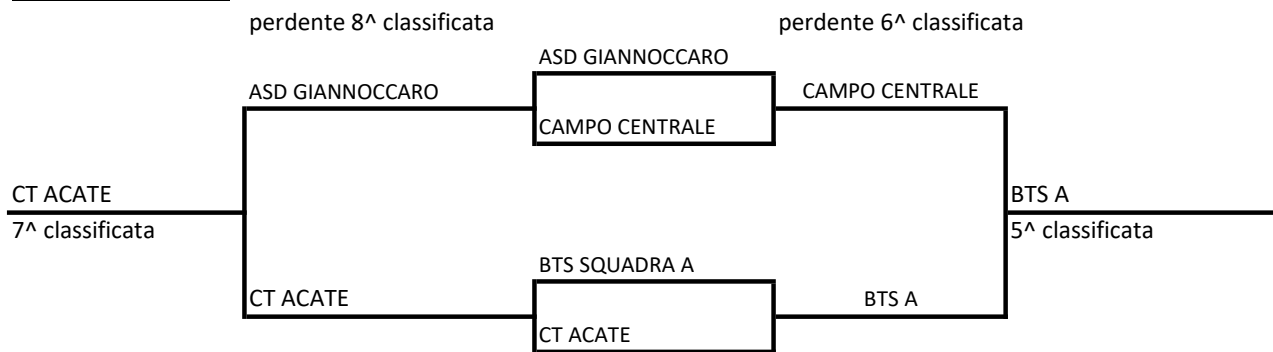 perdente 8^ classificata
perdente 6^ classificata
ASD GIANNOCCARO
ASD GIANNOCCARO
CAMPO CENTRALE
CAMPO CENTRALE
CT ACATE
BTS A
7^ classificata
5^ classificata
BTS SQUADRA A
CT ACATE
BTS A
CT ACATE